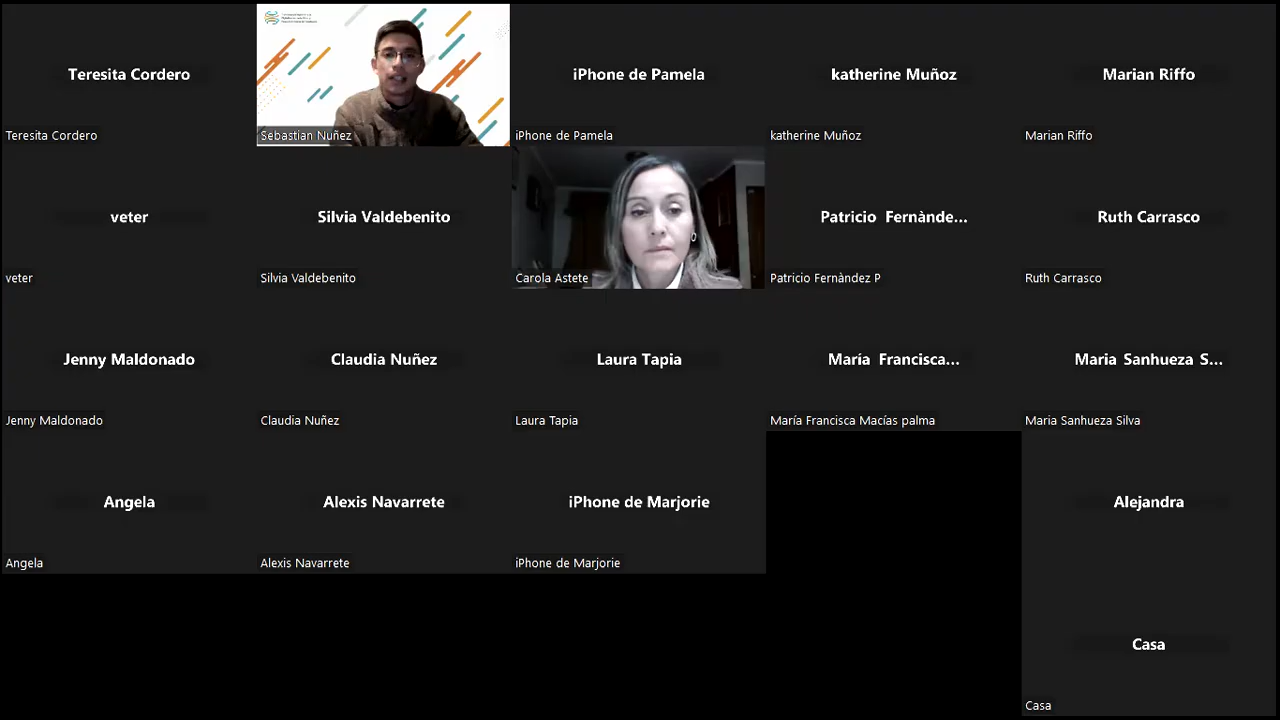 Teresita Cordero
iPhone de Pamela
katherine Muñoz
Marian Riffo
Teresita Cordero
Sebastian Nuñez
iPhone de Pamela
katherine Muñoz
Marian Riffo
veter
Silvia Valdebenito
Patricio Fernànde...
Ruth Carrasco
veter
Silvia Valdebenito
Carola Astete
Patricio Fernàndez P
Ruth Carrasco
Jenny Maldonado
Claudia Nuñez
Laura Tapia
María Francisca...
Maria Sanhueza S...
Jenny Maldonado
Claudia Nuñez
Laura Tapia
María Francisca Macías palma
Maria Sanhueza Silva
Angela
Alexis Navarrete
iPhone de Marjorie
Alejandra
Angela
Alexis Navarrete
iPhone de Marjorie
Casa
Casa